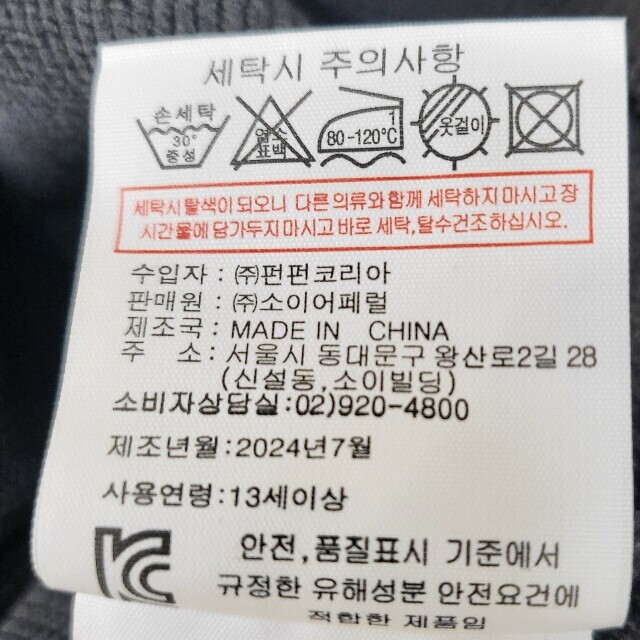 세탁시 주의사항
손세탁
30°
중성
염소
표백
1
80-120℃
옷걸이
세탁시 탈색이 되오니 다른 의류와 함께 세탁하지 마시고 장
시간 물에 담가두지 마시고 바로 세탁,탈수건조하십시오.
수입자 : ㈜펀펀코리아
판매원 : ㈜소이어페럴
제조국 : MADE IN CHINA
주 소 : 서울시 동대문구 왕산로2길 28
(신설동,소이빌딩)
소비자상담실:02)920-4800
제조년월:2024년7월
사용연령:13세이상
안전,품질표시 기준에서
규정한 유해성분 안전요건에
적합한 제품임